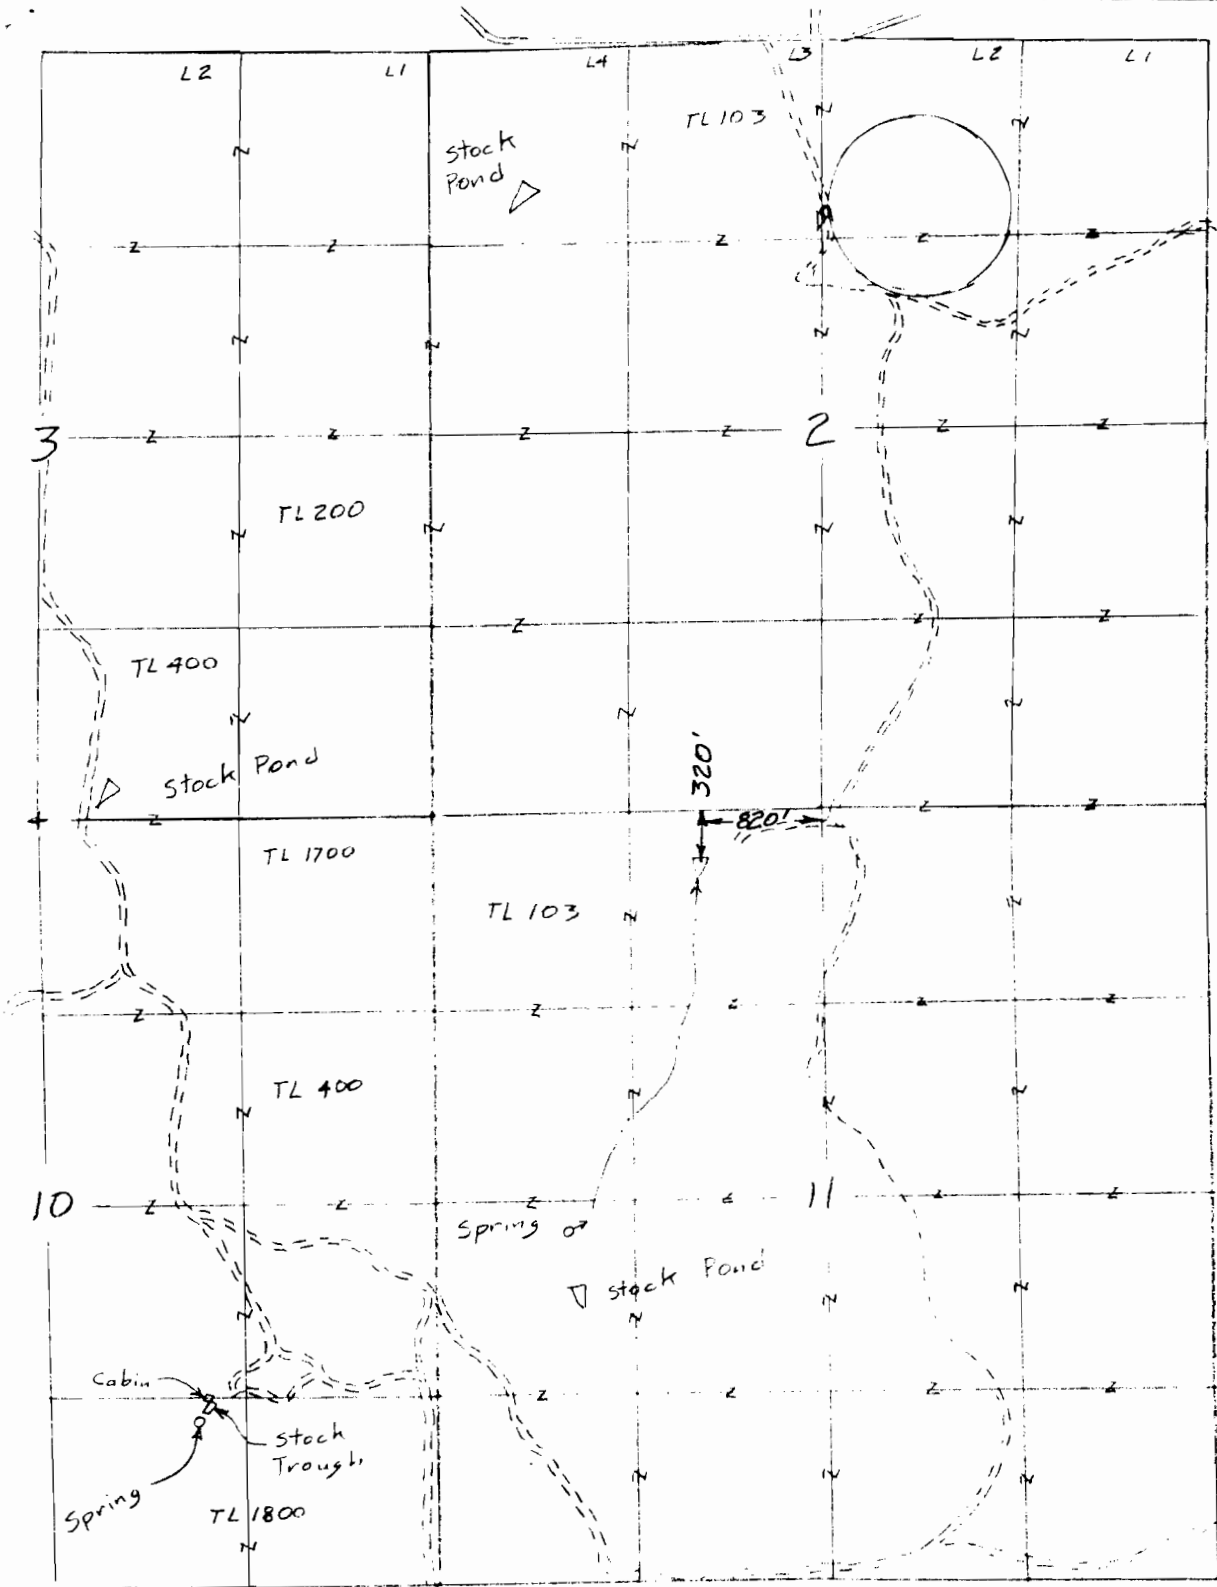 L2
L1
L4
L3
L2
L1
TL 103
Stock
Pond
3
2
TL 200
TL 400
Stock Pond
320'
820'
TL 1700
TL 103
TL 400
10
11
Spring
Stock Pond
Cabin
Stock
Trough
Spring
TL 1800